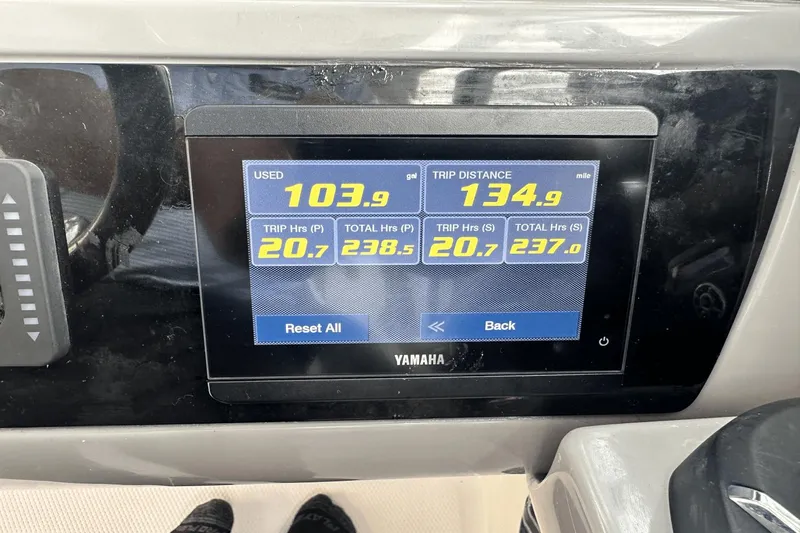 USED gal TRIP DISTANCE mile
103.9 134.9
TRIP Hrs (P) TOTAL Hrs (P) TRIP Hrs (S) TOTAL Hrs (S)
20.7 238.5 20.7 237.0
Reset All Back
YAMAHA